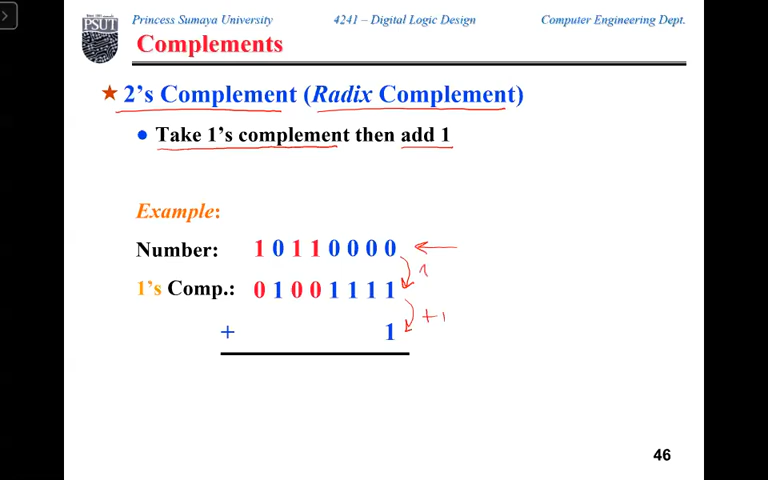 Princess Sumaya University 4241 – Digital Logic Design Computer Engineering Dept.
PSUT
Complements
★ 2's Complement (Radix Complement)
● Take 1's complement then add 1
Example:
Number: 1 0 1 1 0 0 0 0
1's Comp.: 0 1 0 0 1 1 1 1
+ 1
+1
46